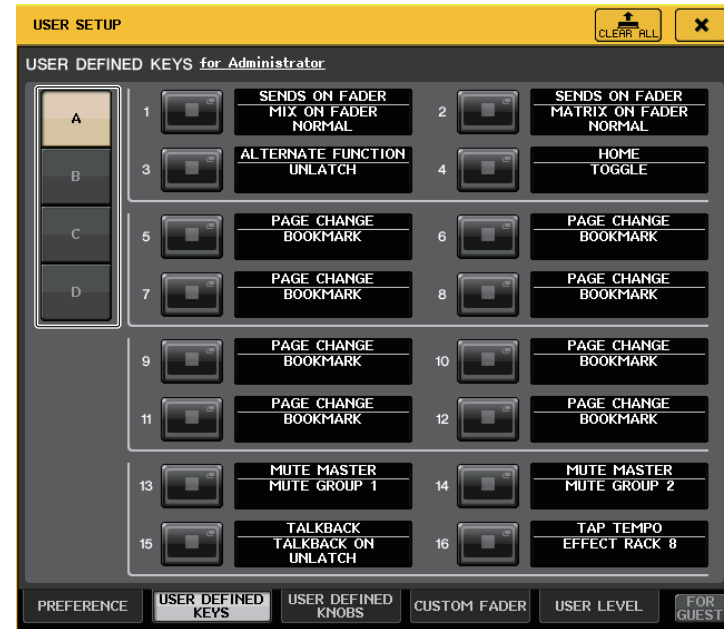 USER SETUP
CLEAR ALL
USER DEFINED KEYS for Administrator
A
B
C
D
1
SENDS ON FADER
MIX ON FADER
NORMAL
2
SENDS ON FADER
MATRIX ON FADER
NORMAL
3
ALTERNATE FUNCTION
UNLATCH
4
HOME
TOGGLE
5
PAGE CHANGE
BOOKMARK
6
PAGE CHANGE
BOOKMARK
7
PAGE CHANGE
BOOKMARK
8
PAGE CHANGE
BOOKMARK
9
PAGE CHANGE
BOOKMARK
10
PAGE CHANGE
BOOKMARK
11
PAGE CHANGE
BOOKMARK
12
PAGE CHANGE
BOOKMARK
13
MUTE MASTER
MUTE GROUP 1
14
MUTE MASTER
MUTE GROUP 2
15
TALKBACK
TALKBACK ON
UNLATCH
16
TAP TEMPO
EFFECT RACK 8
PREFERENCE
USER DEFINED
KEYS
USER DEFINED
KNOBS
CUSTOM FADER
USER LEVEL
FOR
GUEST